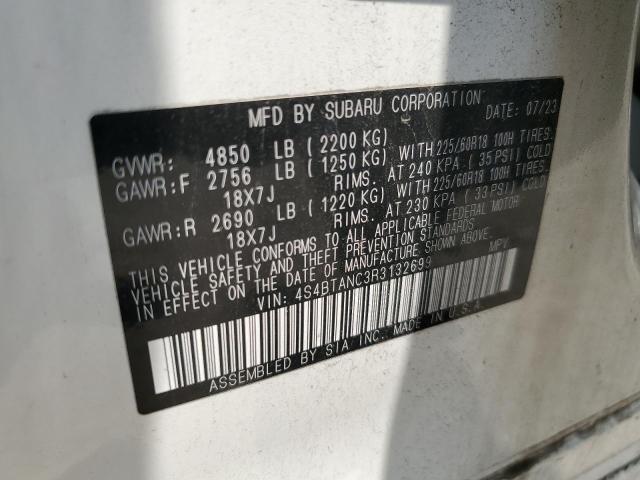 MFD BY SUBARU CORPORATION DATE: 07/23
GVWR: 4850 LB ( 2200 KG)
GAWR:F 2756 LB ( 1250 KG) WITH 225/60R18 100H TIRES.
18X7J RIMS. AT 240 KPA ( 35 PSI) COLD
GAWR:R 2690 LB ( 1220 KG) WITH 225/60R18 100H TIRES.
18X7J RIMS. AT 230 KPA ( 33 PSI) COLD
THIS VEHICLE CONFORMS TO ALL APPLICABLE FEDERAL MOTOR
VEHICLE SAFETY AND THEFT PREVENTION STANDARDS
IN EFFECT ON THE DATE OF MANUFACTURE SHOWN ABOVE.
VIN: 4S4BTANC3R3132699 MPV
ASSEMBLED BY SIA, INC. MADE IN U.S.A.